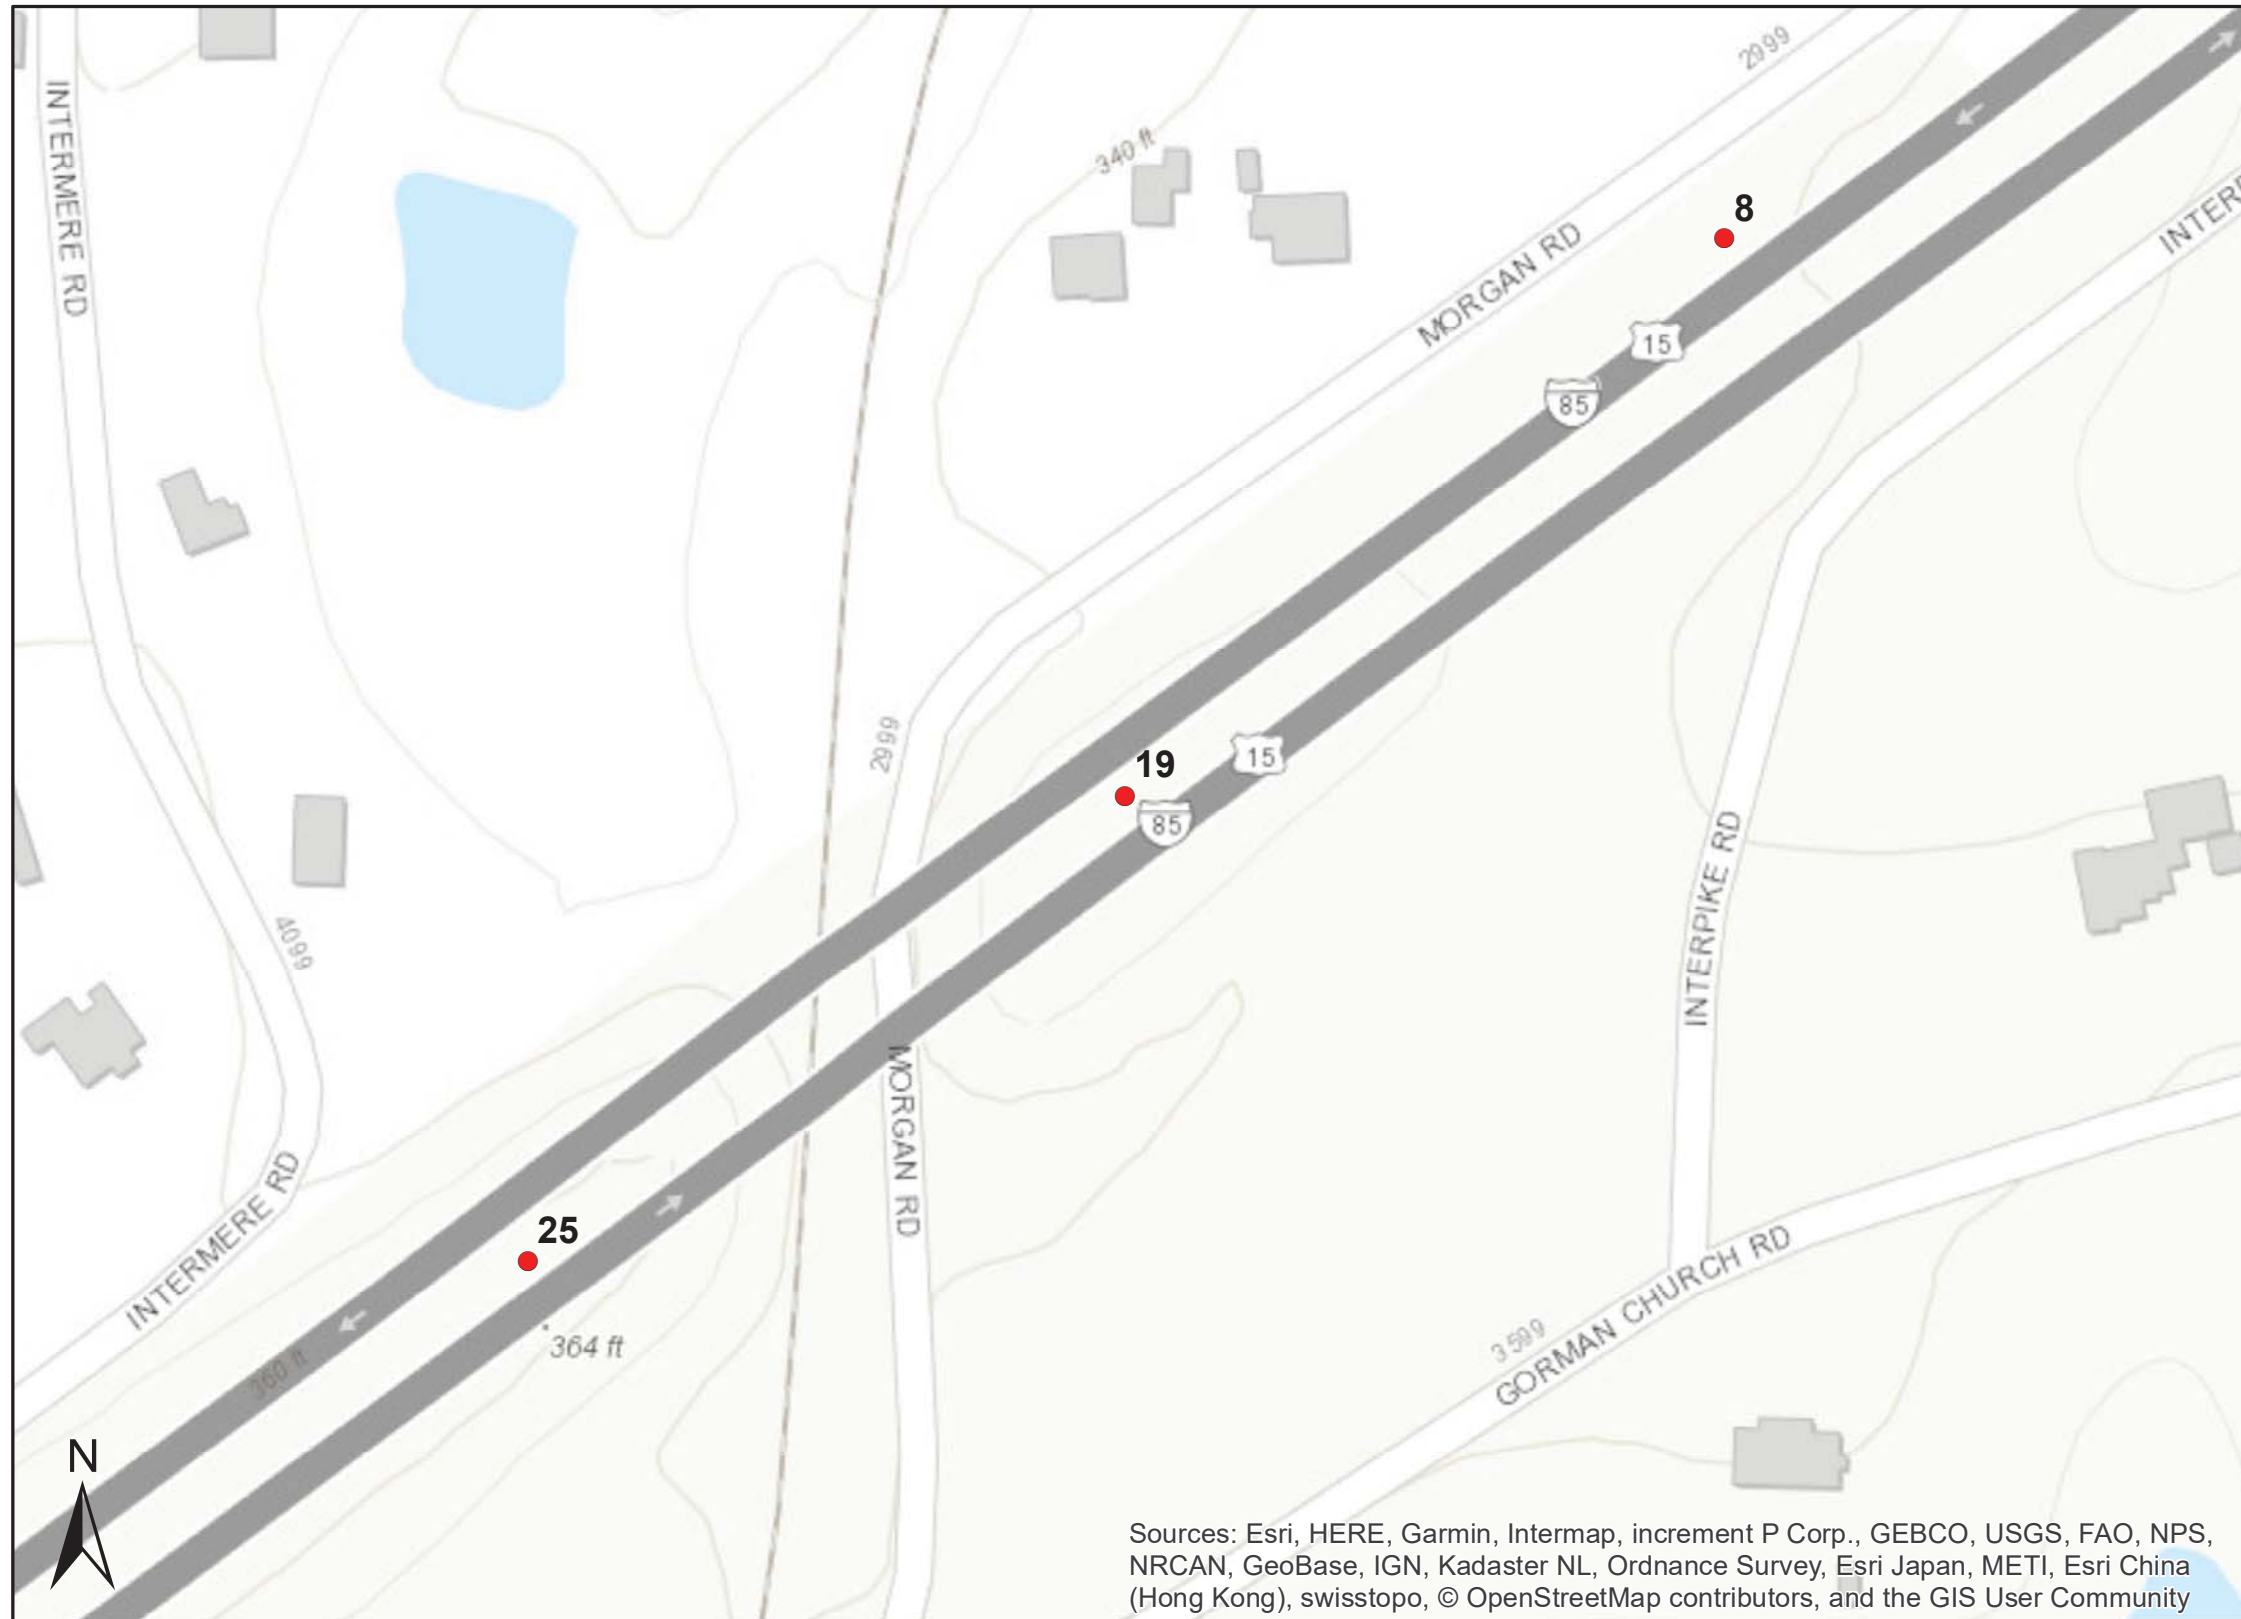 2999
INTERMERE RD
340 ft
8
MORGAN RD
15
85
2999
19
15
85
INTERPIKE RD
4099
MORGAN RD
INTERMERE RD
25
364 ft
360 ft
3599
GORMAN CHURCH RD
N
Sources: Esri, HERE, Garmin, Intermap, increment P Corp., GEBCO, USGS, FAO, NPS,
NRCAN, GeoBase, IGN, Kadaster NL, Ordnance Survey, Esri Japan, METI, Esri China
(Hong Kong), swisstopo, © OpenStreetMap contributors, and the GIS User Community